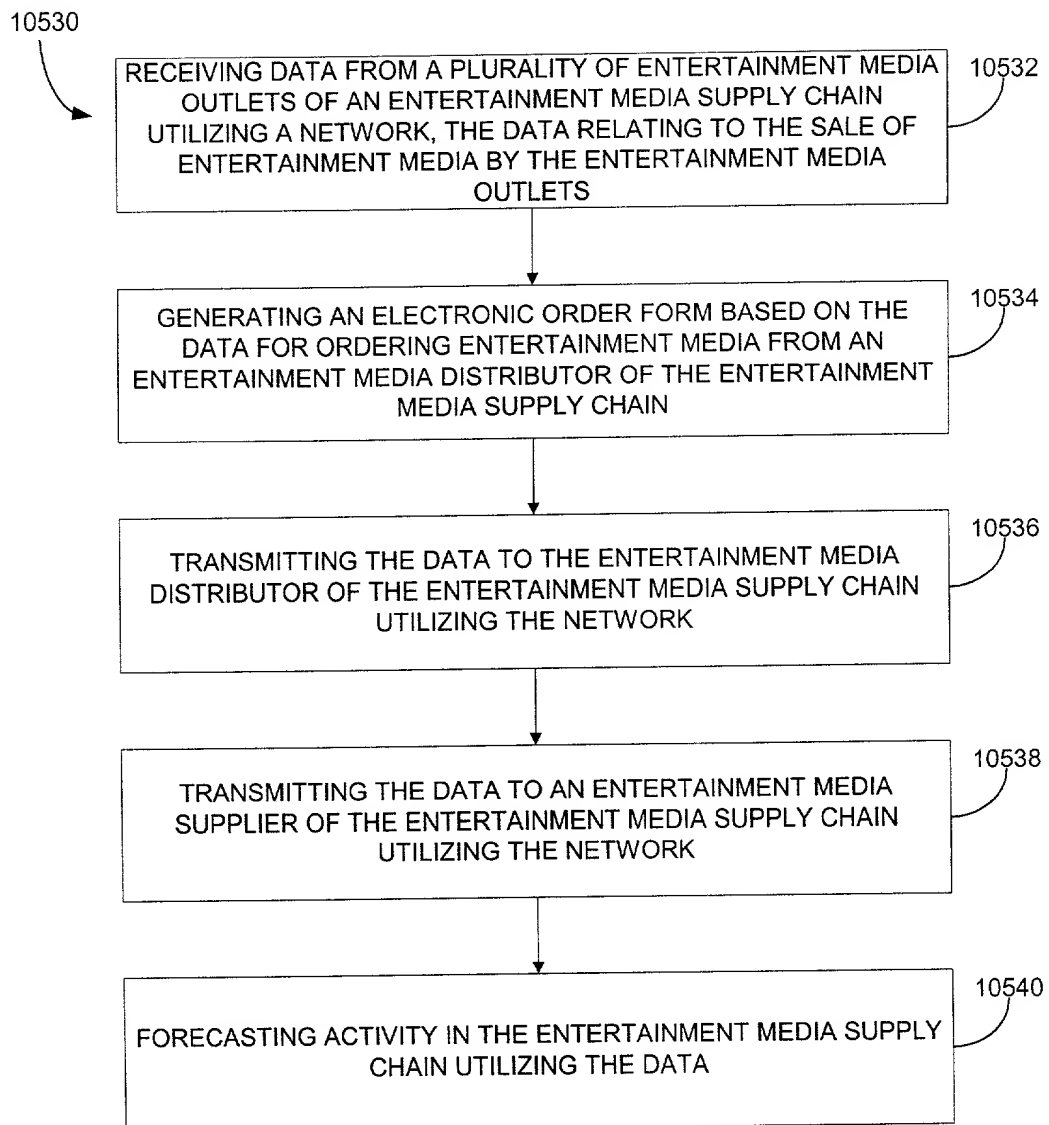 10530
RECEIVING DATA FROM A PLURALITY OF ENTERTAINMENT MEDIA
OUTLETS OF AN ENTERTAINMENT MEDIA SUPPLY CHAIN
UTILIZING A NETWORK, THE DATA RELATING TO THE SALE OF
ENTERTAINMENT MEDIA BY THE ENTERTAINMENT MEDIA
OUTLETS
10532
GENERATING AN ELECTRONIC ORDER FORM BASED ON THE
DATA FOR ORDERING ENTERTAINMENT MEDIA FROM AN
ENTERTAINMENT MEDIA DISTRIBUTOR OF THE ENTERTAINMENT
MEDIA SUPPLY CHAIN
10534
TRANSMITTING THE DATA TO THE ENTERTAINMENT MEDIA
DISTRIBUTOR OF THE ENTERTAINMENT MEDIA SUPPLY CHAIN
UTILIZING THE NETWORK
10536
TRANSMITTING THE DATA TO AN ENTERTAINMENT MEDIA
SUPPLIER OF THE ENTERTAINMENT MEDIA SUPPLY CHAIN
UTILIZING THE NETWORK
10538
FORECASTING ACTIVITY IN THE ENTERTAINMENT MEDIA SUPPLY
CHAIN UTILIZING THE DATA
10540